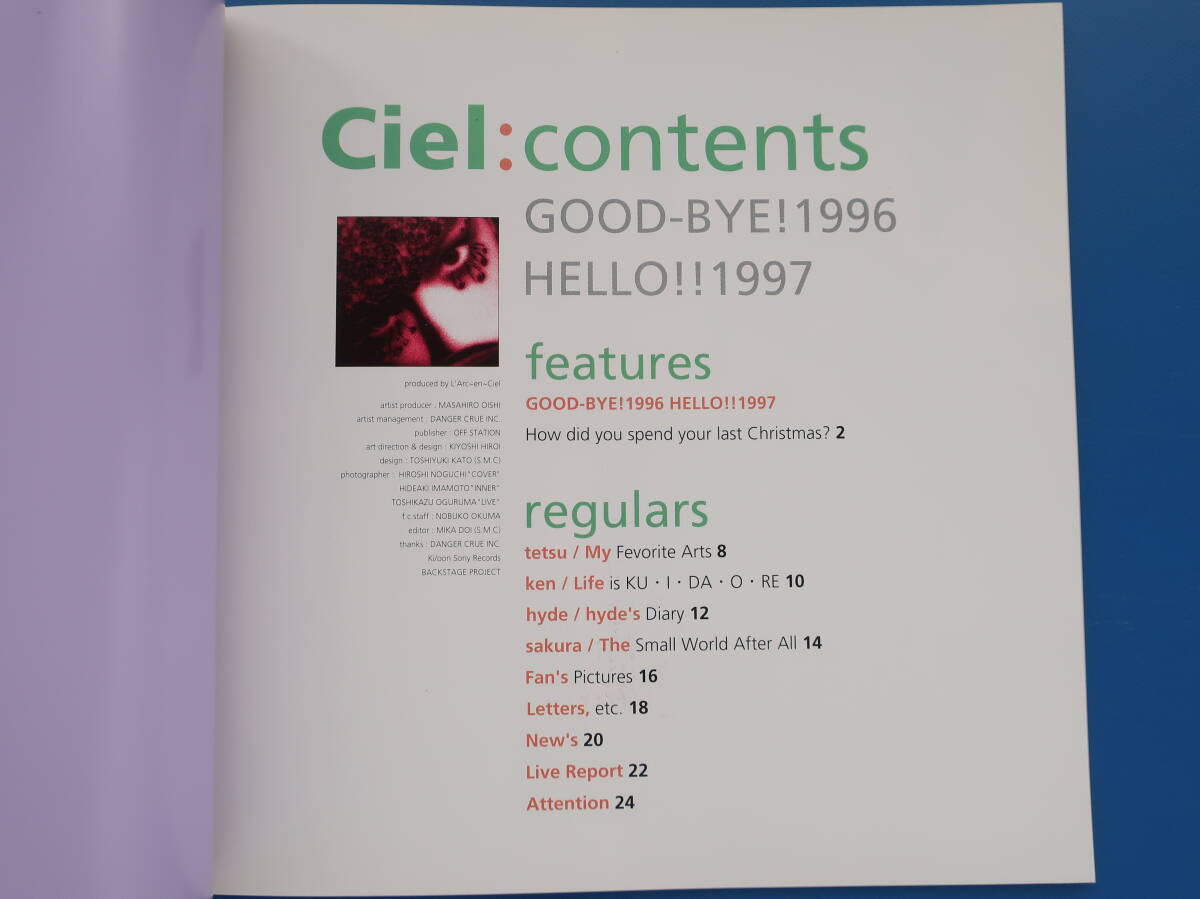 Ciel:contents
GOOD-BYE!1996
HELLO!!1997
produced by L'Arc~en~Ciel
artist producer : MASAHIRO OISHI
artist management : DANGER CRUE INC.
publisher : OFF STATION
art direction & design : KIYOSHI HIROI
design : TOSHIYUKI KATO (S.M.C)
photographer : HIROSHI NOGUCHI"COVER"
HIDEAKI IMAMOTO"INNER"
TOSHIKAZU OGURUMA"LIVE"
f.c.staff : NOBUKO OKUMA
editor : MIKA DOI (S.M.C)
thanks : DANGER CRUE INC.
Ki/oon Sony Records
BACKSTAGE PROJECT
features
GOOD-BYE!1996 HELLO!!1997
How did you spend your last Christmas? 2
regulars
tetsu / My Fevorite Arts 8
ken / Life is KU・I・DA・O・RE 10
hyde / hyde's Diary 12
sakura / The Small World After All 14
Fan's Pictures 16
Letters, etc. 18
New's 20
Live Report 22
Attention 24